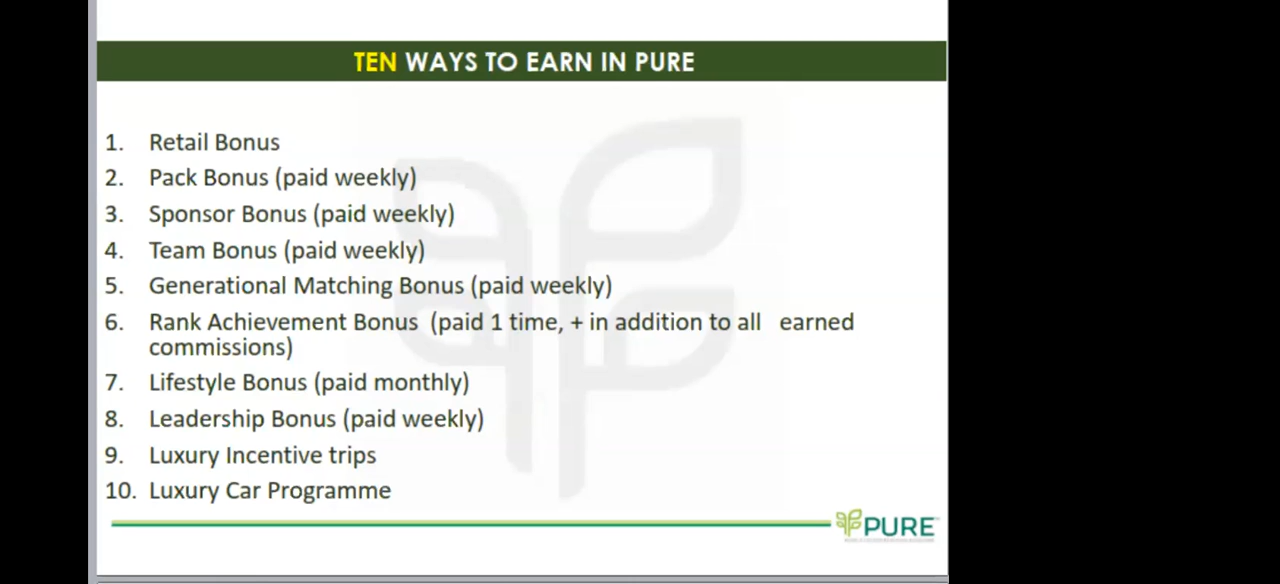 TEN WAYS TO EARN IN PURE
1. Retail Bonus
2. Pack Bonus (paid weekly)
3. Sponsor Bonus (paid weekly)
4. Team Bonus (paid weekly)
5. Generational Matching Bonus (paid weekly)
6. Rank Achievement Bonus (paid 1 time, + in addition to all earned
commissions)
7. Lifestyle Bonus (paid monthly)
8. Leadership Bonus (paid weekly)
9. Luxury Incentive trips
10. Luxury Car Programme
PURE